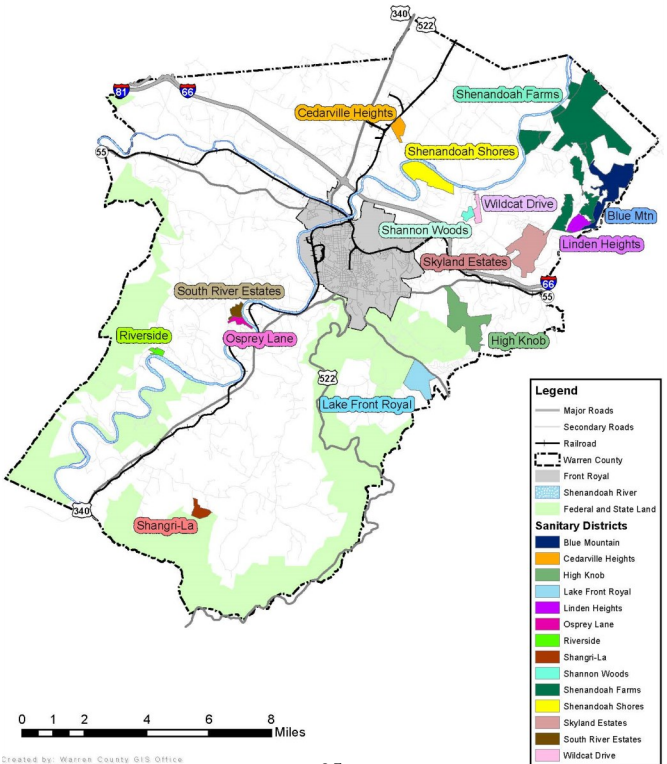 340
522
81
66
Shenandoah Farms
Cedarville Heights
55
Shenandoah Shores
Wildcat Drive
Blue Mtn
Shannon Woods
Linden Heights
Skyland Estates
66
55
South River Estates
Osprey Lane
Riverside
High Knob
522
Lake Front Royal
340
Shangri-La
Legend
Major Roads
Secondary Roads
Railroad
Warren County
Front Royal
Shenandoah River
Federal and State Land
Sanitary Districts
Blue Mountain
Cedarville Heights
High Knob
Lake Front Royal
Linden Heights
Osprey Lane
Riverside
Shangri-La
Shannon Woods
Shenandoah Farms
Shenandoah Shores
Skyland Estates
South River Estates
Wildcat Drive
0 1 2 4 6 8
Miles
Created by: Warren County GIS Office